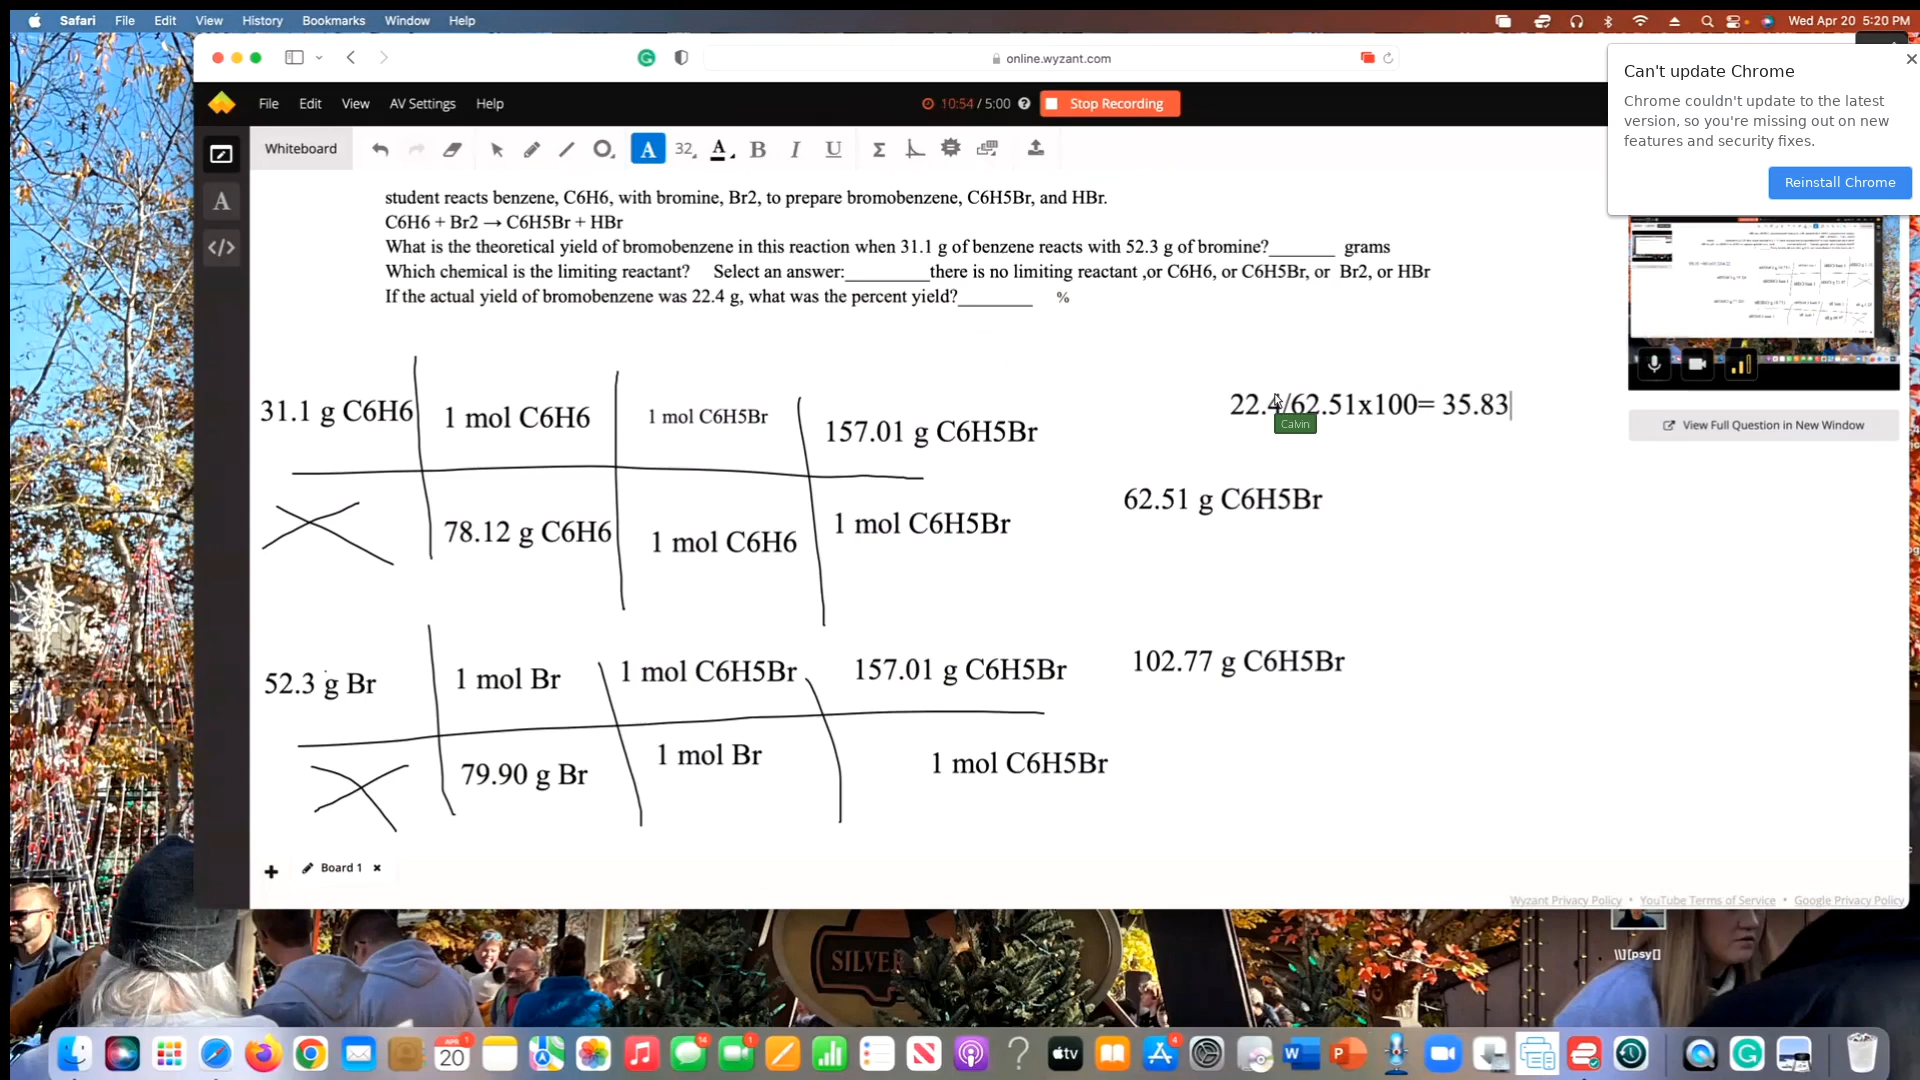 Safari File Edit View History Bookmarks Window Help
Wed Apr 20 5:20 PM
online.wyzant.com
File Edit View AV Settings Help
10:54 / 5:00
Stop Recording
Can't update Chrome
Chrome couldn't update to the latest
version, so you're missing out on new
features and security fixes.
Reinstall Chrome
Whiteboard
A
32
A
B
I
U
Σ
A
</>
student reacts benzene, C6H6, with bromine, Br2, to prepare bromobenzene, C6H5Br, and HBr.
C6H6 + Br2 → C6H5Br + HBr
What is the theoretical yield of bromobenzene in this reaction when 31.1 g of benzene reacts with 52.3 g of bromine?_______ grams
Which chemical is the limiting reactant? Select an answer:_________there is no limiting reactant ,or C6H6, or C6H5Br, or Br2, or HBr
If the actual yield of bromobenzene was 22.4 g, what was the percent yield?________ %
31.1 g C6H6
1 mol C6H6
1 mol C6H5Br
157.01 g C6H5Br
22.4/62.51x100= 35.83
Calvin
View Full Question in New Window
78.12 g C6H6
1 mol C6H6
1 mol C6H5Br
62.51 g C6H5Br
52.3 g Br
1 mol Br
1 mol C6H5Br
157.01 g C6H5Br
102.77 g C6H5Br
79.90 g Br
1 mol Br
1 mol C6H5Br
Board 1
Wyzant Privacy Policy • YouTube Terms of Service • Google Privacy Policy
SILVER
\\][psy[]
APR
20
14
1
4
tv
W
P